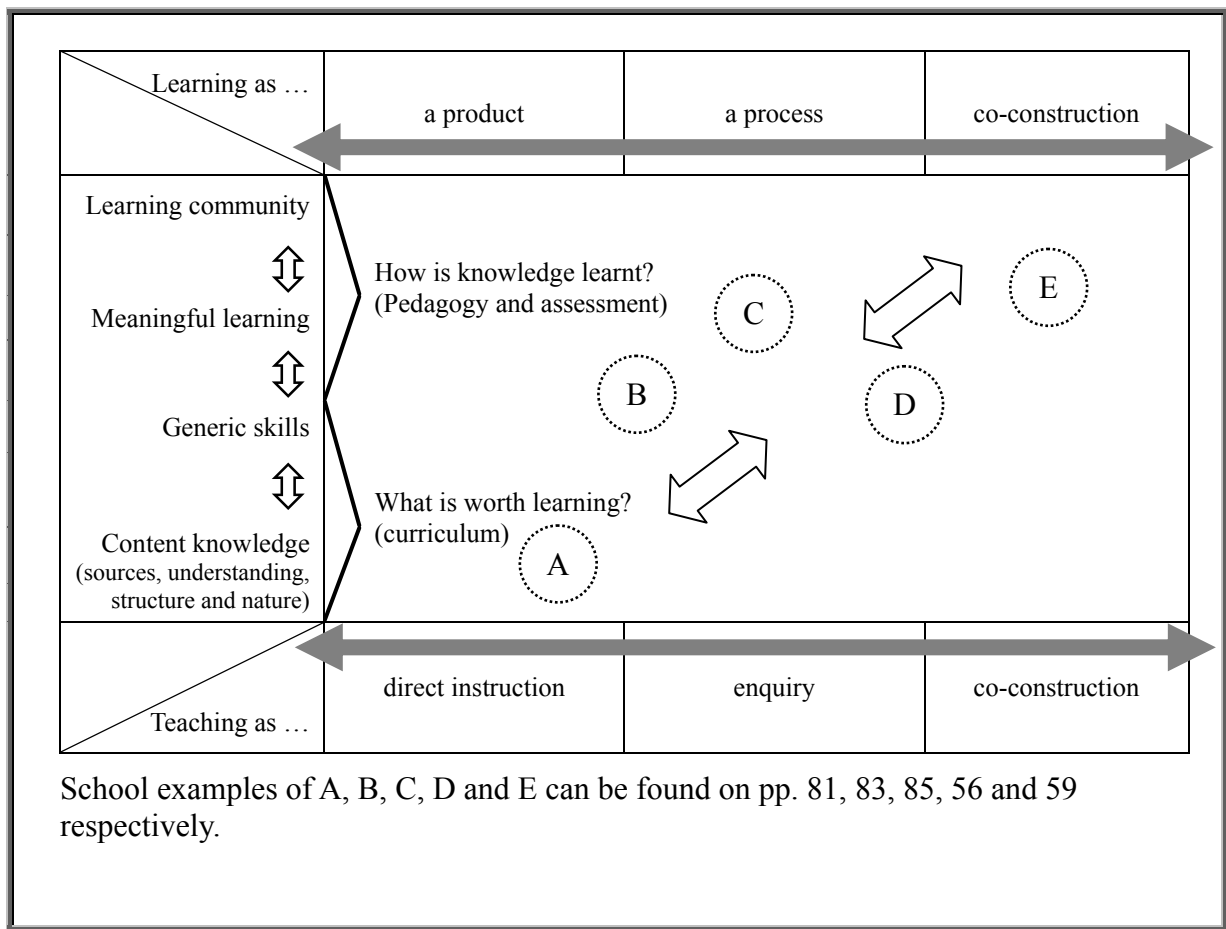 Learning as …
a product
a process
co-construction
Learning community
Meaningful learning
Generic skills
Content knowledge
(sources, understanding,
structure and nature)
How is knowledge learnt?
(Pedagogy and assessment)
What is worth learning?
(curriculum)
A
B
C
D
E
direct instruction
enquiry
co-construction
Teaching as …
School examples of A, B, C, D and E can be found on pp. 81, 83, 85, 56 and 59
respectively.